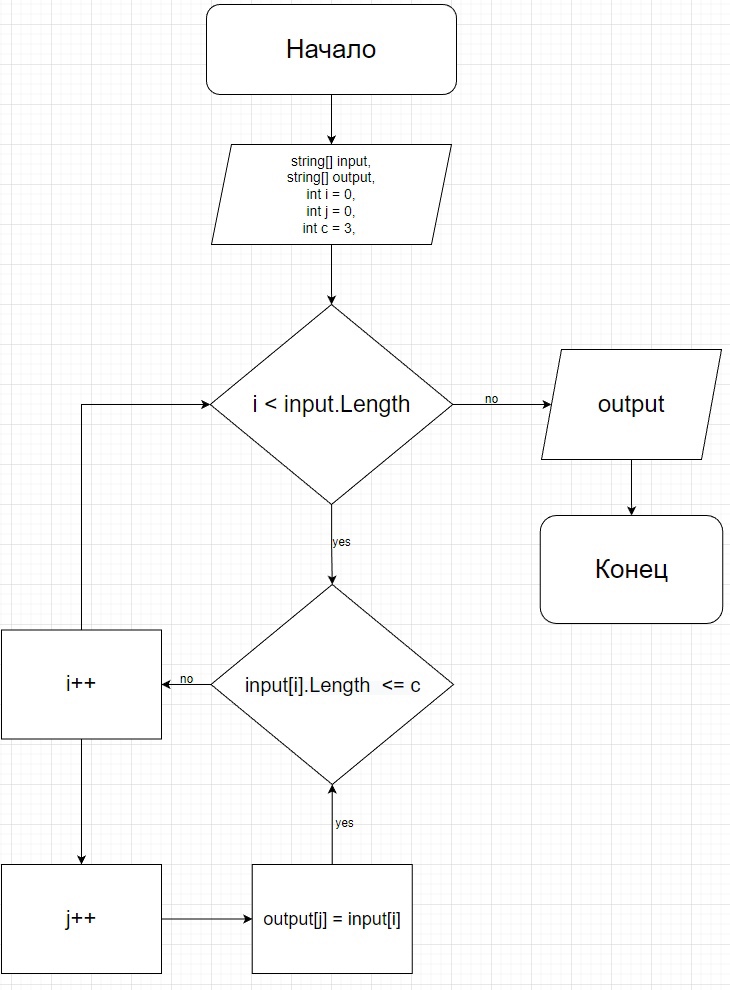 Начало
string[] input,
string[] output,
int i = 0,
int j = 0,
int c = 3,
i < input.Length
no
output
yes
Конец
i++
no
input[i].Length <= c
yes
j++
output[j] = input[i]